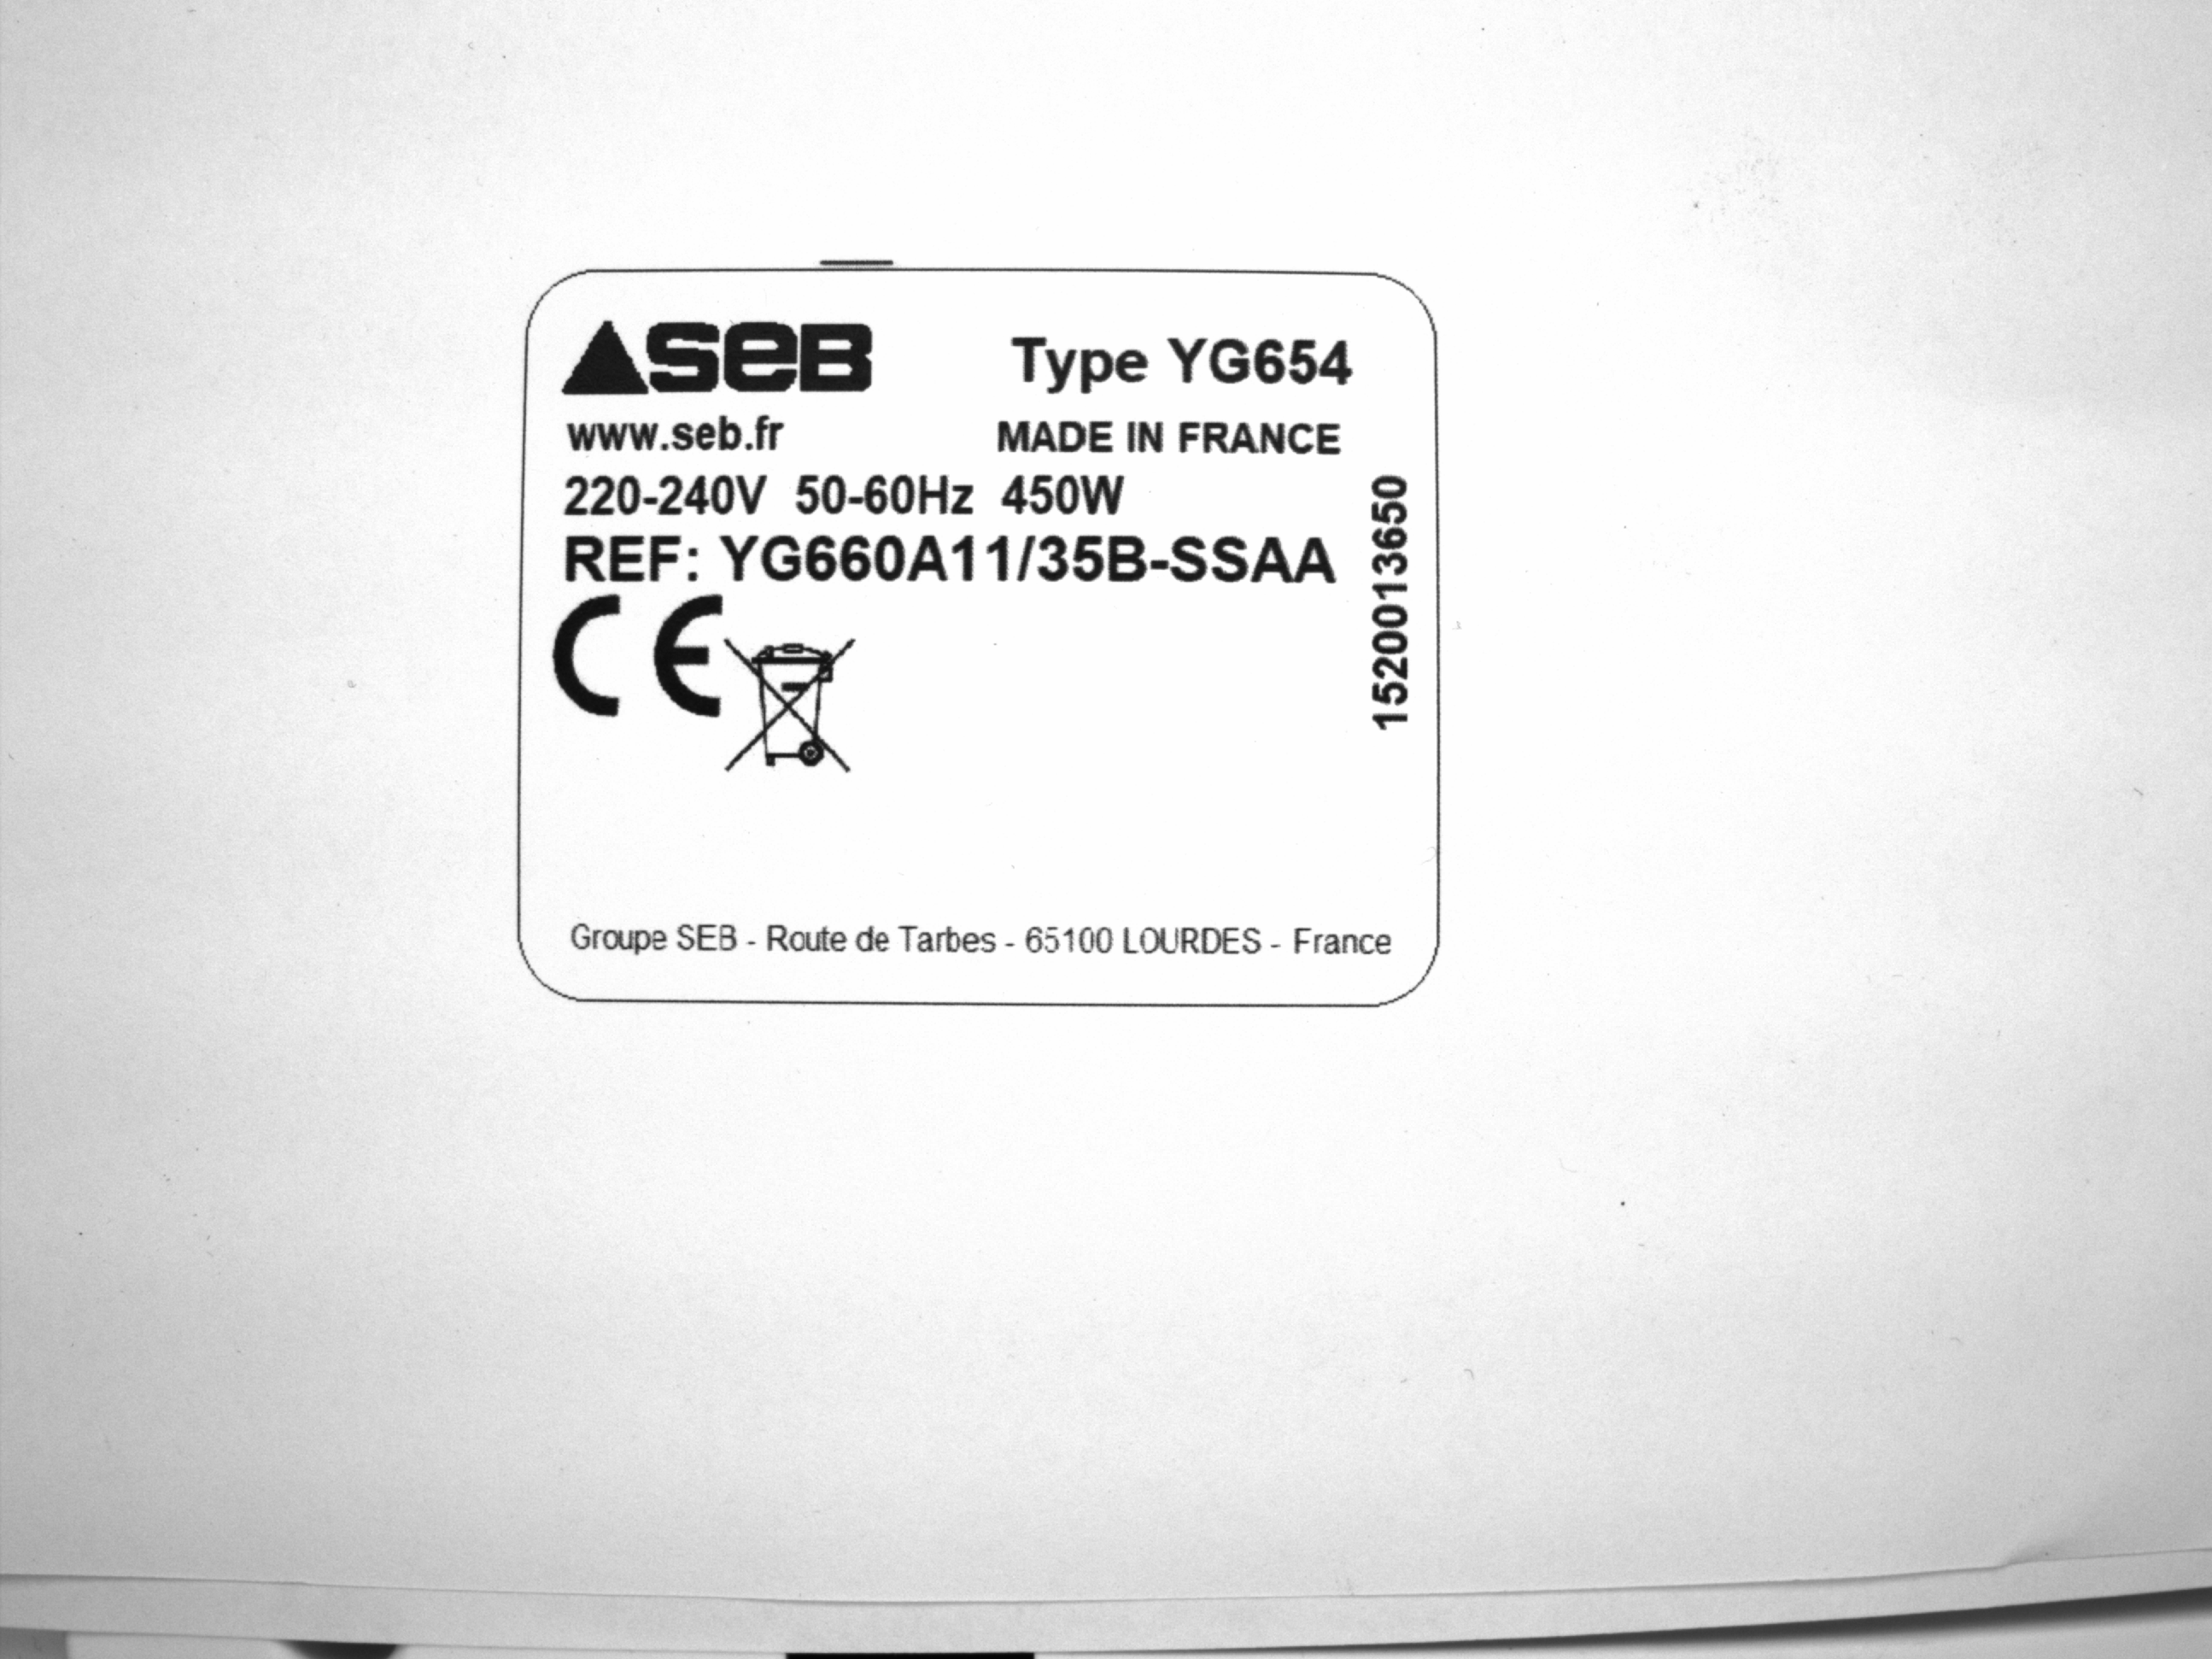 SEB
Type YG654
www.seb.fr
MADE IN FRANCE
220-240V 50-60Hz 450W
REF: YG660A11/35B-SSAA
CE
1520013650
Groupe SEB - Route de Tarbes - 65100 LOURDES - France